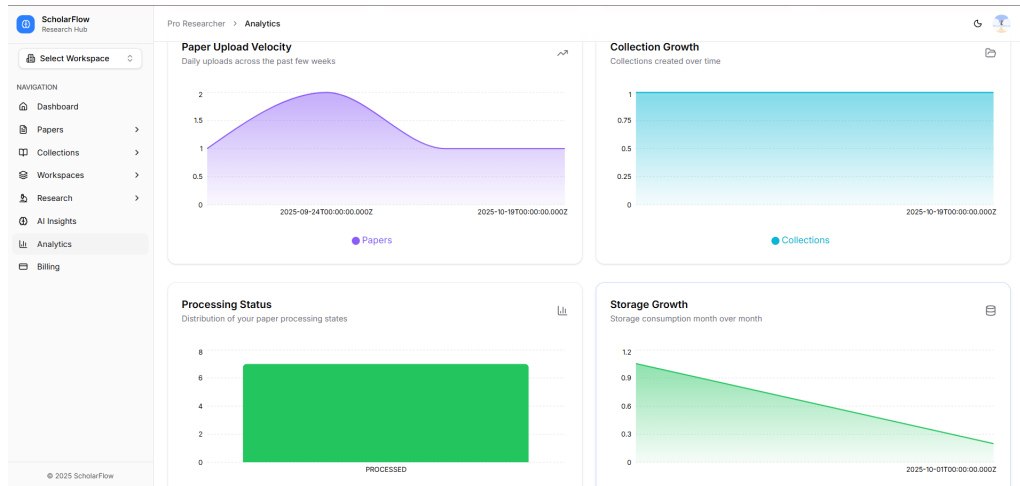 ScholarFlow
Research Hub
Select Workspace
NAVIGATION
Dashboard
Papers
Collections
Workspaces
Research
AI Insights
Analytics
Billing
© 2025 ScholarFlow
Pro Researcher > Analytics
Paper Upload Velocity
Daily uploads across the past few weeks
2
1.5
1
0.5
0
2025-09-24T00:00:00.000Z 2025-10-19T00:00:00.000Z
Papers
Collection Growth
Collections created over time
1
0.75
0.5
0.25
0
2025-10-19T00:00:00.000Z
Collections
Processing Status
Distribution of your paper processing states
8
6
4
2
0
PROCESSED
Storage Growth
Storage consumption month over month
1.2
0.9
0.6
0.3
0
2025-10-01T00:00:00.000Z